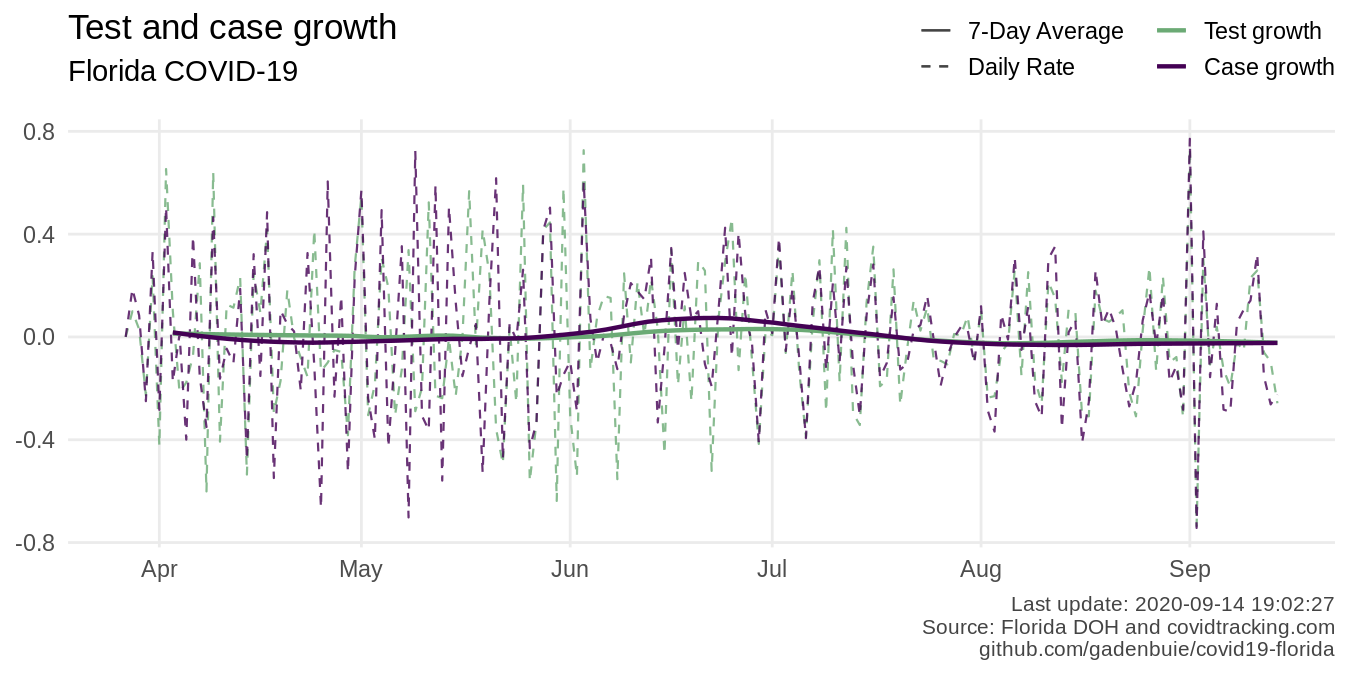 Test and case growth
Florida COVID-19
7-Day Average
Test growth
Daily Rate
Case growth
0.8
0.4
0.0
-0.4
-0.8
Apr May Jun Jul Aug Sep
Last update: 2020-09-14 19:02:27
Source: Florida DOH and covidtracking.com
github.com/gadenbuie/covid19-florida